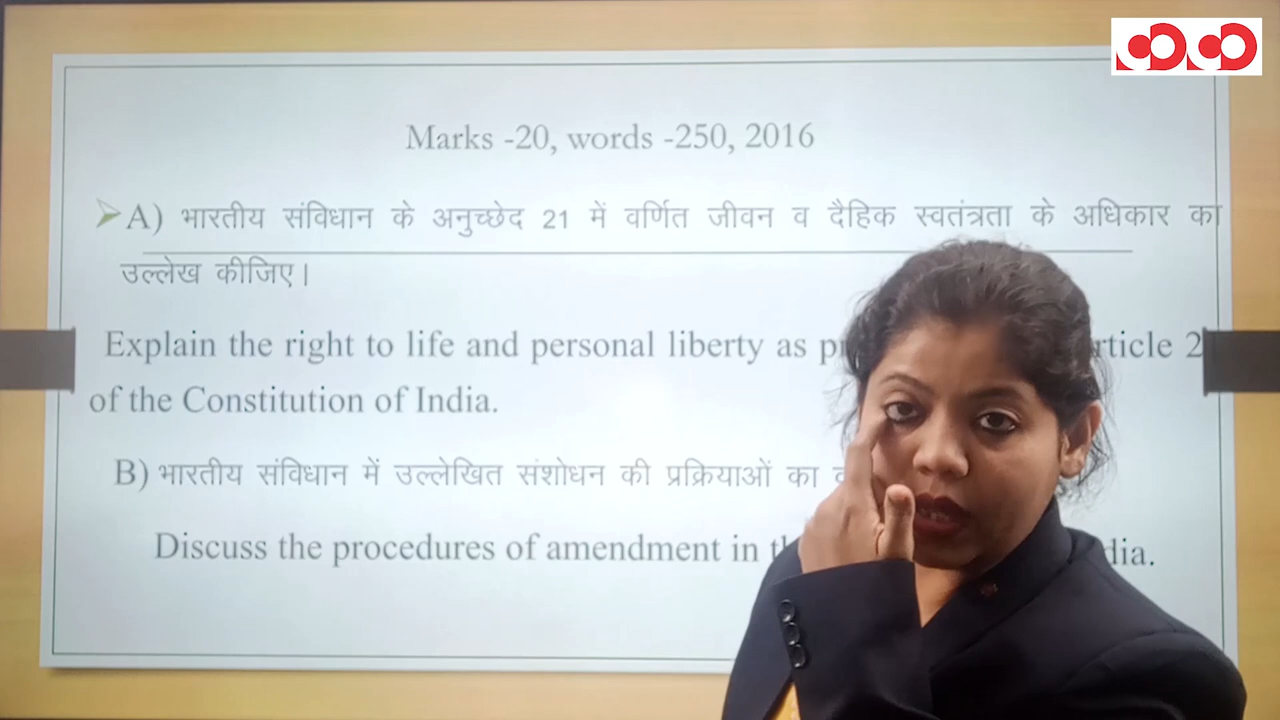 Marks -20, words -250, 2016
A) भारतीय संविधान के अनुच्छेद 21 में वर्णित जीवन व दैहिक स्वतंत्रता के अधिकार का
उल्लेख कीजिए।
Explain the right to life and personal liberty as
of the Constitution of India.
B) भारतीय संविधान में उल्लेखित संशोधन की प्रक्रियाओं का
Discuss the procedures of amendment in